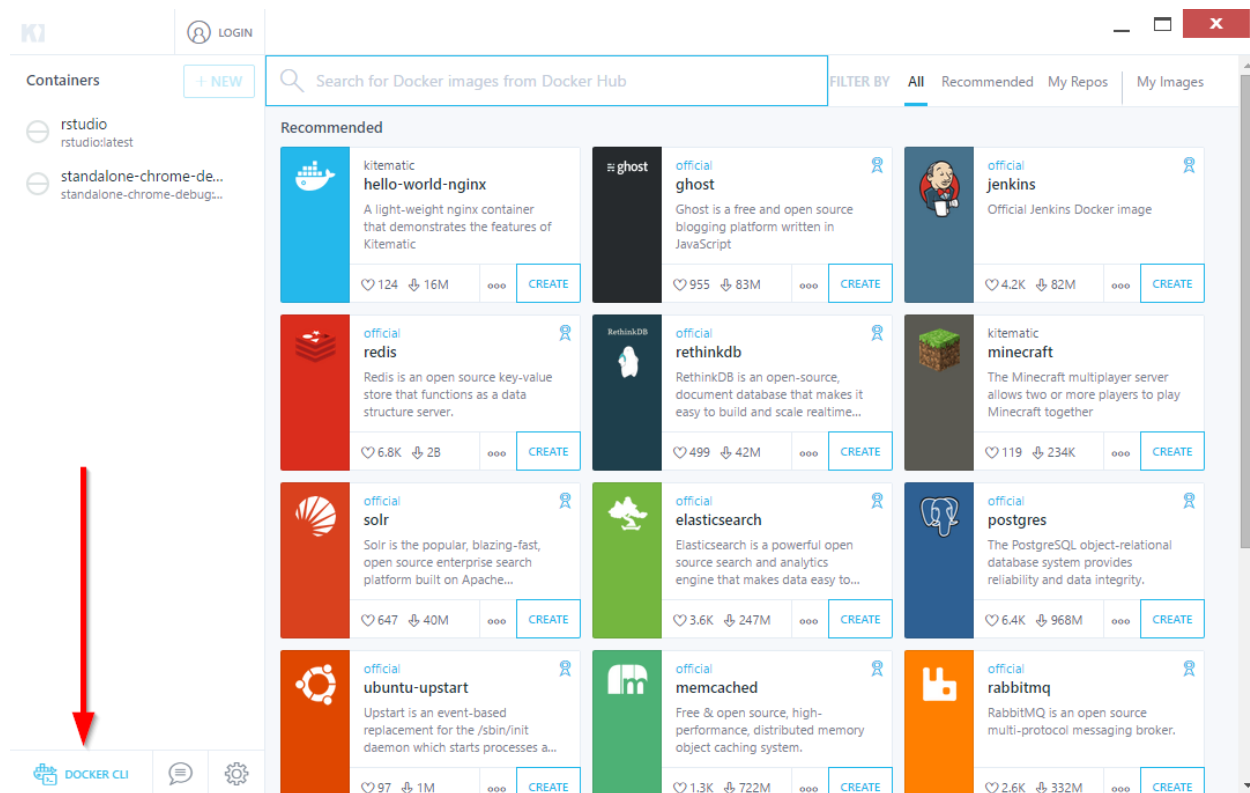 LOGIN
Containers
+ NEW
Search for Docker images from Docker Hub
FILTER BY All Recommended My Repos My Images
rstudio
rstudio:latest
standalone-chrome-de...
standalone-chrome-debug:...
Recommended
kitematic
hello-world-nginx
A light-weight nginx container
that demonstrates the features of
Kitematic
124 16M
CREATE
ghost
official
ghost
Ghost is a free and open source
blogging platform written in
JavaScript
955 83M
CREATE
official
jenkins
Official Jenkins Docker image
4.2K 82M
CREATE
official
redis
Redis is an open source key-value
store that functions as a data
structure server.
6.8K 2B
CREATE
RethinkDB
official
rethinkdb
RethinkDB is an open-source,
document database that makes it
easy to build and scale realtime...
499 42M
CREATE
kitematic
minecraft
The Minecraft multiplayer server
allows two or more players to play
Minecraft together
119 234K
CREATE
official
solr
Solr is the popular, blazing-fast,
open source enterprise search
platform built on Apache...
647 40M
CREATE
official
elasticsearch
Elasticsearch is a powerful open
source search and analytics
engine that makes data easy to...
3.6K 247M
CREATE
official
postgres
The PostgreSQL object-relational
database system provides
reliability and data integrity.
6.4K 968M
CREATE
official
ubuntu-upstart
Upstart is an event-based
replacement for the /sbin/init
daemon which starts processes a...
97 1M
CREATE
official
memcached
Free & open source, high-
performance, distributed memory
object caching system.
1.3K 722M
CREATE
official
rabbitmq
RabbitMQ is an open source
multi-protocol messaging broker.
2.6K 332M
CREATE
DOCKER CLI